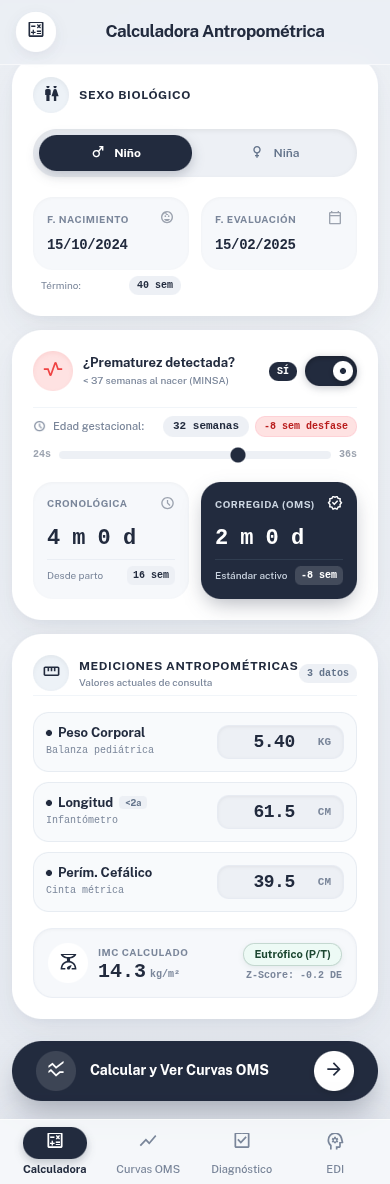 Calculadora Antropométrica
SEXO BIOLÓGICO
Niño
Niña
F. NACIMIENTO
15/10/2024
F. EVALUACIÓN
15/02/2025
Término:
40 sem
¿Prematurez detectada?
< 37 semanas al nacer (MINSA)
SÍ
Edad gestacional:
32 semanas
-8 sem desfase
24s
36s
CRONOLÓGICA
4 m 0 d
Desde parto
16 sem
CORREGIDA (OMS)
2 m 0 d
Estándar activo
-8 sem
MEDICIONES ANTROPOMÉTRICAS
Valores actuales de consulta
3 datos
Peso Corporal
Balanza pediátrica
5.40 KG
Longitud <2a
Infantómetro
61.5 CM
Perím. Cefálico
Cinta métrica
39.5 CM
IMC CALCULADO
14.3 kg/m²
Eutrófico (P/T)
Z-Score: -0.2 DE
Calcular y Ver Curvas OMS
Calculadora
Curvas OMS
Diagnóstico
EDI